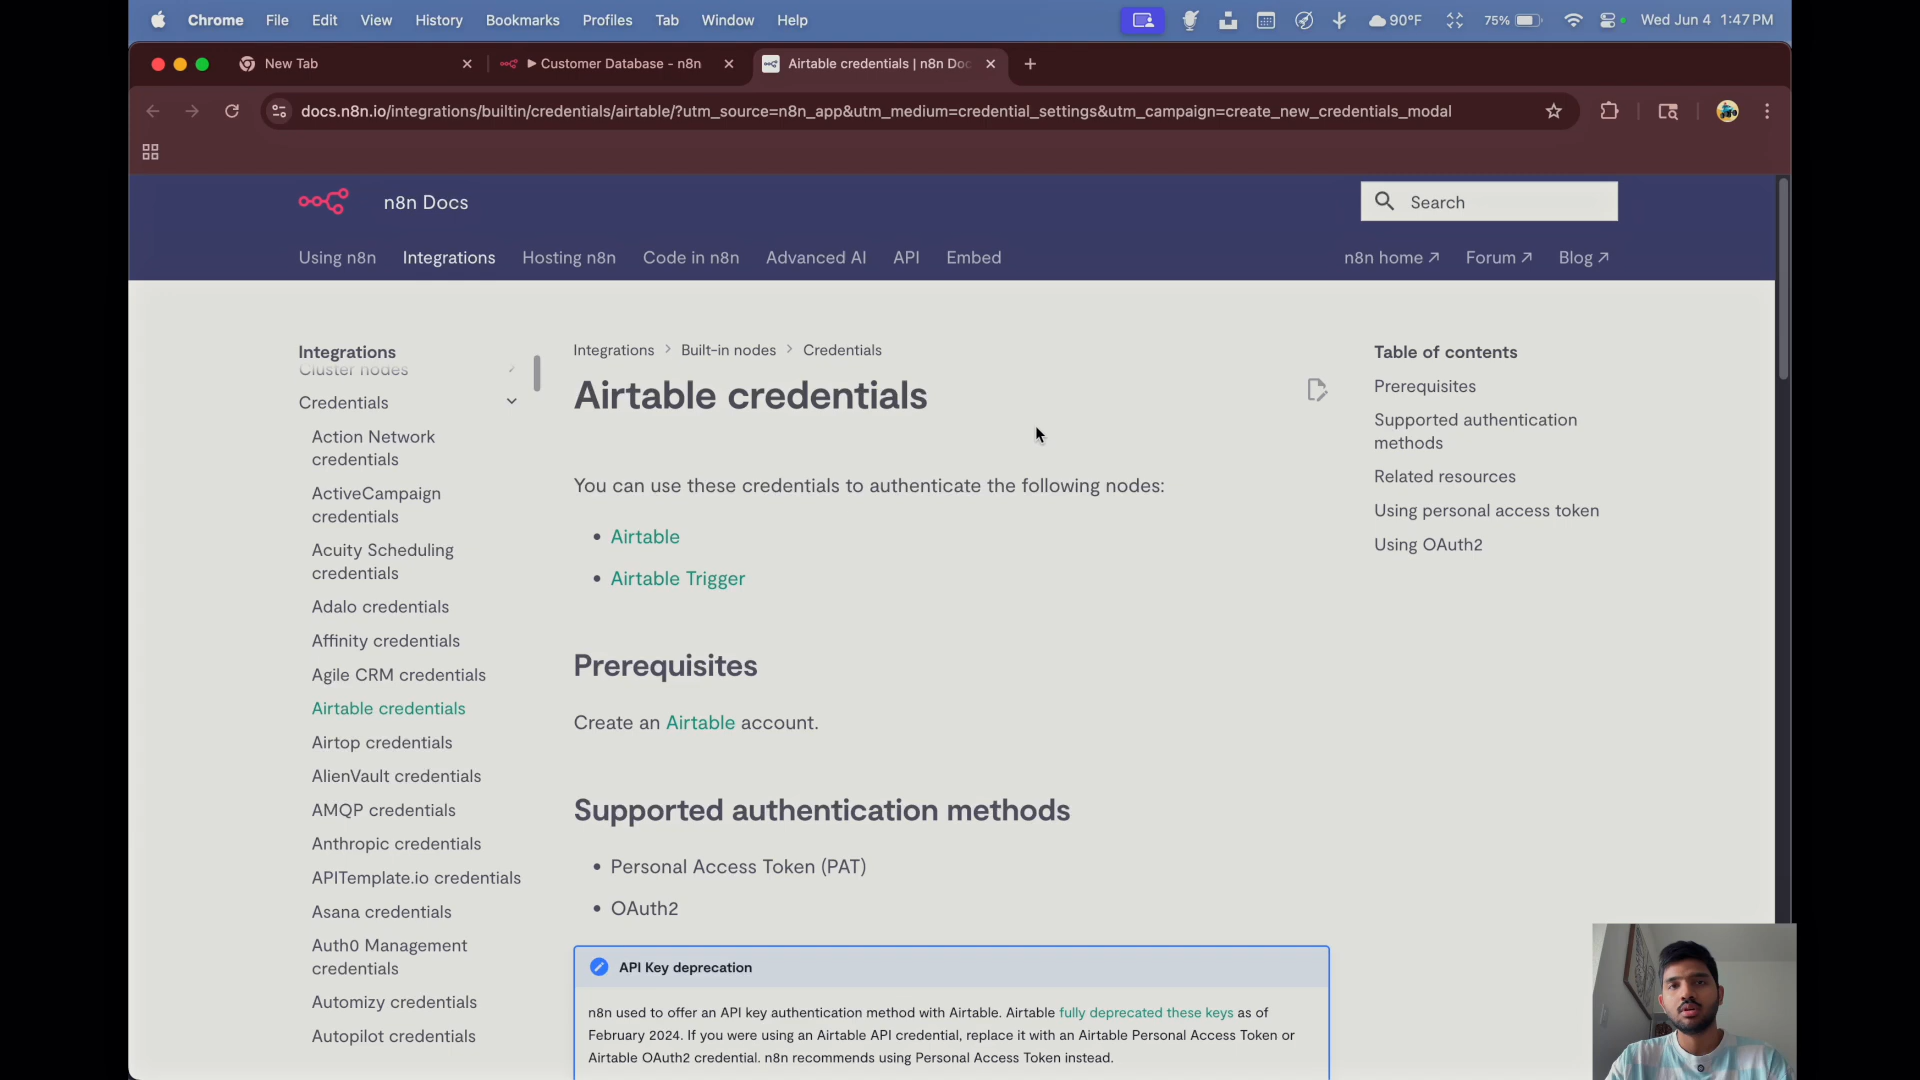 Chrome File Edit View History Bookmarks Profiles Tab Window Help 90°F 75% Wed Jun 4 1:47 PM
New Tab Customer Database - n8n Airtable credentials | n8n Doc
docs.n8n.io/integrations/builtin/credentials/airtable/?utm_source=n8n_app&utm_medium=credential_settings&utm_campaign=create_new_credentials_modal
n8n Docs
Search
Using n8n Integrations Hosting n8n Code in n8n Advanced AI API Embed n8n home ↗ Forum ↗ Blog ↗
Integrations
Cluster nodes
Credentials
Action Network
credentials
ActiveCampaign
credentials
Acuity Scheduling
credentials
Adalo credentials
Affinity credentials
Agile CRM credentials
Airtable credentials
Airtop credentials
AlienVault credentials
AMQP credentials
Anthropic credentials
APITemplate.io credentials
Asana credentials
Auth0 Management
credentials
Automizy credentials
Autopilot credentials
Integrations > Built-in nodes > Credentials
Airtable credentials
You can use these credentials to authenticate the following nodes:
• Airtable
• Airtable Trigger
Prerequisites
Create an Airtable account.
Supported authentication methods
• Personal Access Token (PAT)
• OAuth2
API Key deprecation
n8n used to offer an API key authentication method with Airtable. Airtable fully deprecated these keys as of
February 2024. If you were using an Airtable API credential, replace it with an Airtable Personal Access Token or
Airtable OAuth2 credential. n8n recommends using Personal Access Token instead.
Table of contents
Prerequisites
Supported authentication
methods
Related resources
Using personal access token
Using OAuth2